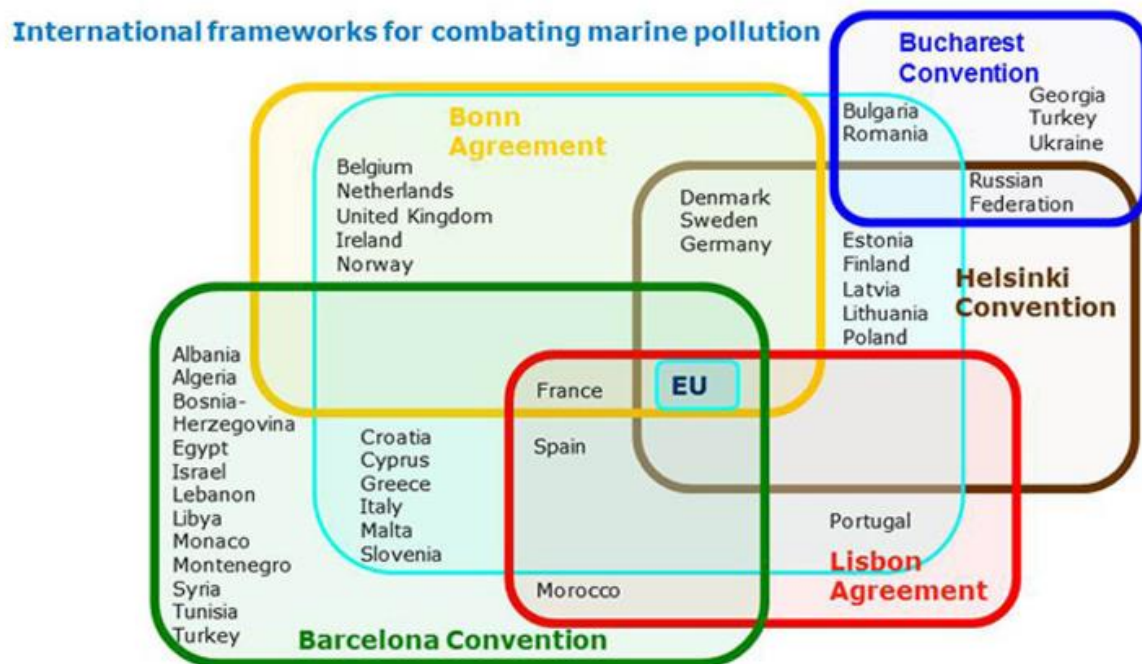 International frameworks for combating marine pollution
Bucharest
Convention
Georgia
Turkey
Ukraine
Bulgaria
Romania
Russian
Federation
Bonn
Agreement
Belgium
Netherlands
United Kingdom
Ireland
Norway
Denmark
Sweden
Germany
Estonia
Finland
Latvia
Lithuania
Poland
Helsinki
Convention
Albania
Algeria
Bosnia-
Herzegovina
Egypt
Israel
Lebanon
Libya
Monaco
Montenegro
Syria
Tunisia
Turkey
France
EU
Croatia
Cyprus
Greece
Italy
Malta
Slovenia
Spain
Portugal
Lisbon
Agreement
Morocco
Barcelona Convention